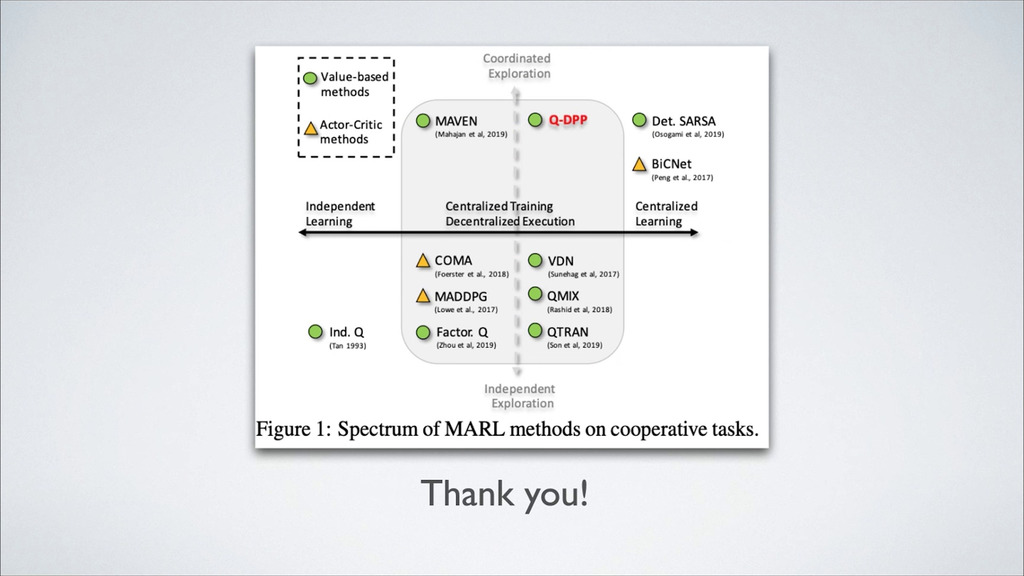 Coordinated
Exploration
Value-based
methods
Actor-Critic
methods
MAVEN
(Mahajan et al, 2019)
Q-DPP
Det. SARSA
(Osogami et al, 2019)
BiCNet
(Peng et al., 2017)
Independent
Learning
Centralized Training
Decentralized Execution
Centralized
Learning
COMA
(Foerster et al., 2018)
VDN
(Sunehag et al, 2017)
MADDPG
(Lowe et al., 2017)
QMIX
(Rashid et al, 2018)
Ind. Q
(Tan 1993)
Factor. Q
(Zhou et al, 2019)
QTRAN
(Son et al, 2019)
Independent
Exploration
Figure 1: Spectrum of MARL methods on cooperative tasks.
Thank you!